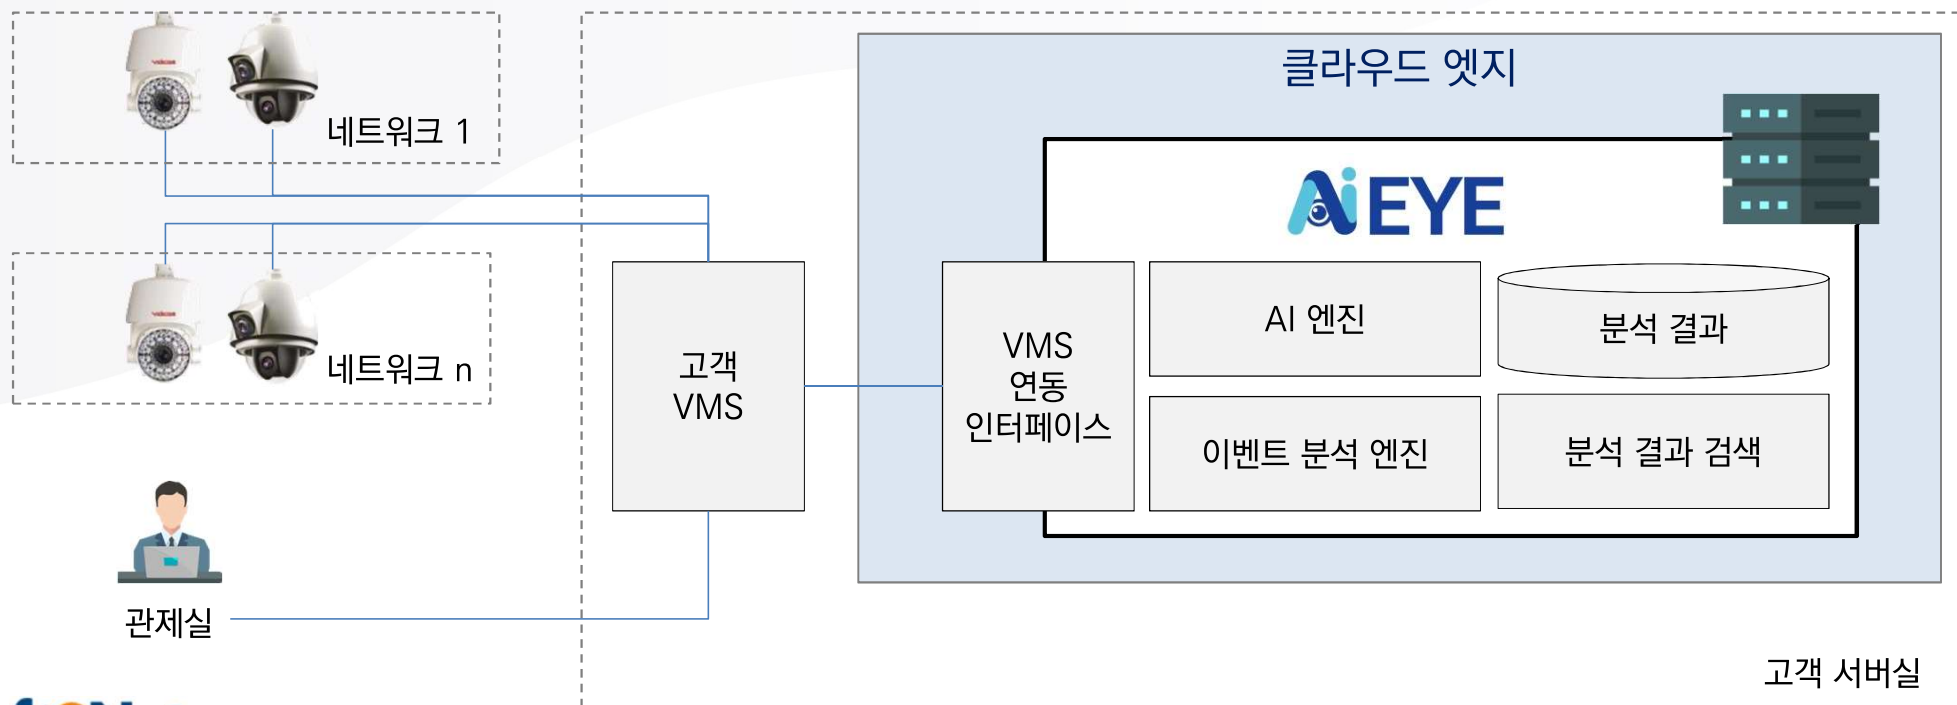 네트워크 1
네트워크 n
관제실
고객
VMS
클라우드 엣지
Ai EYE
VMS
연동
인터페이스
AI 엔진
분석 결과
이벤트 분석 엔진
분석 결과 검색
고객 서버실